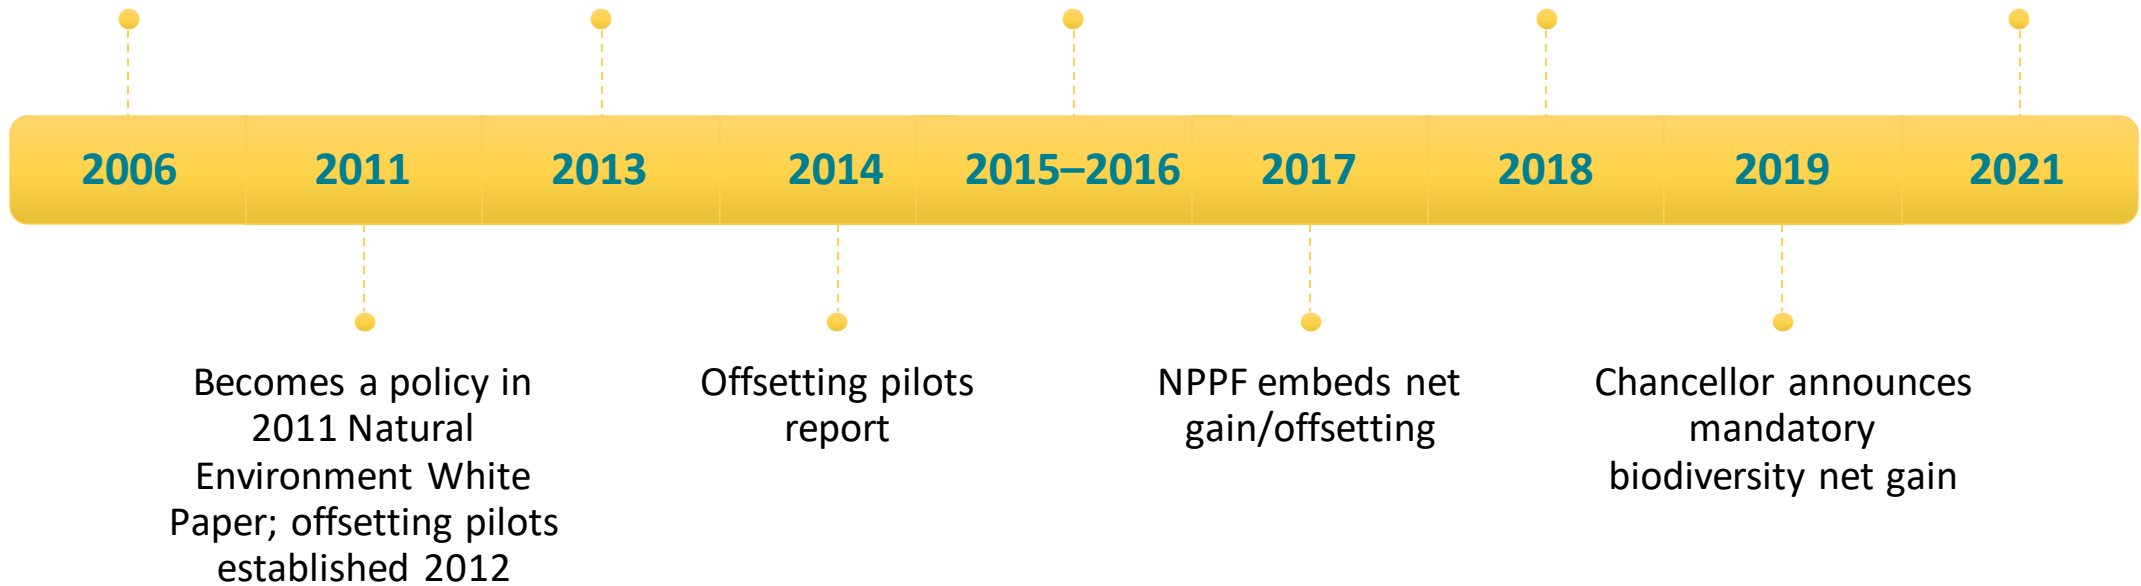 2006
2011
2013
2014
2015–2016
2017
2018
2019
2021
Becomes a policy in
2011 Natural
Environment White
Paper; offsetting pilots
established 2012
Offsetting pilots
report
NPPF embeds net
gain/offsetting
Chancellor announces
mandatory
biodiversity net gain